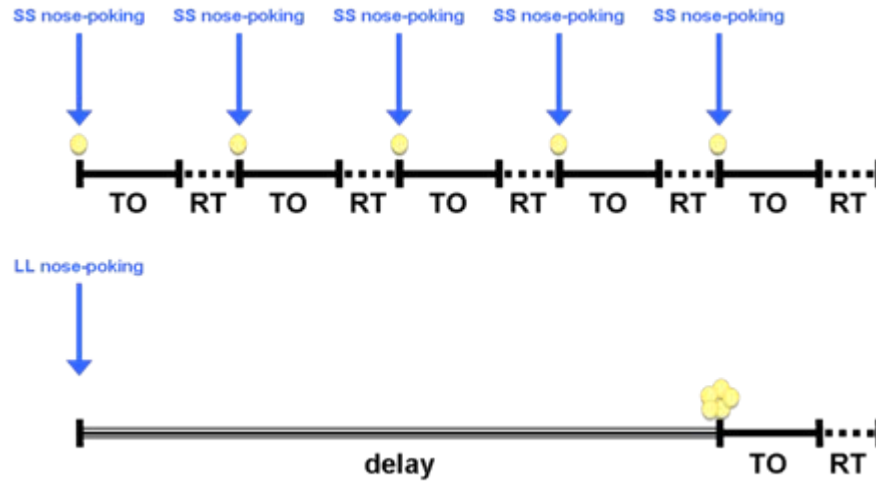 SS nose-poking SS nose-poking SS nose-poking SS nose-poking SS nose-poking
TO RT TO RT TO RT TO RT TO RT
LL nose-poking
delay TO RT